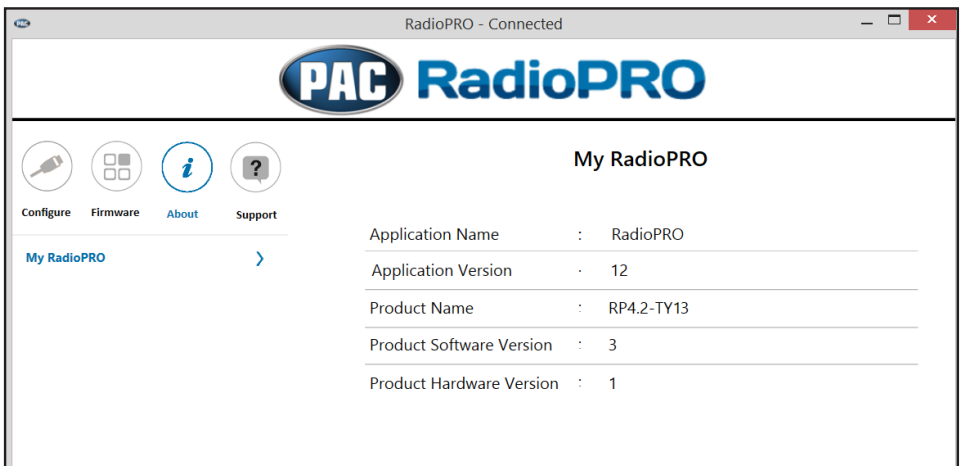 PAC
RadioPRO - Connected
PAC RadioPRO
Configure Firmware About Support
My RadioPRO
My RadioPRO
Application Name : RadioPRO
Application Version . 12
Product Name : RP4.2-TY13
Product Software Version : 3
Product Hardware Version : 1